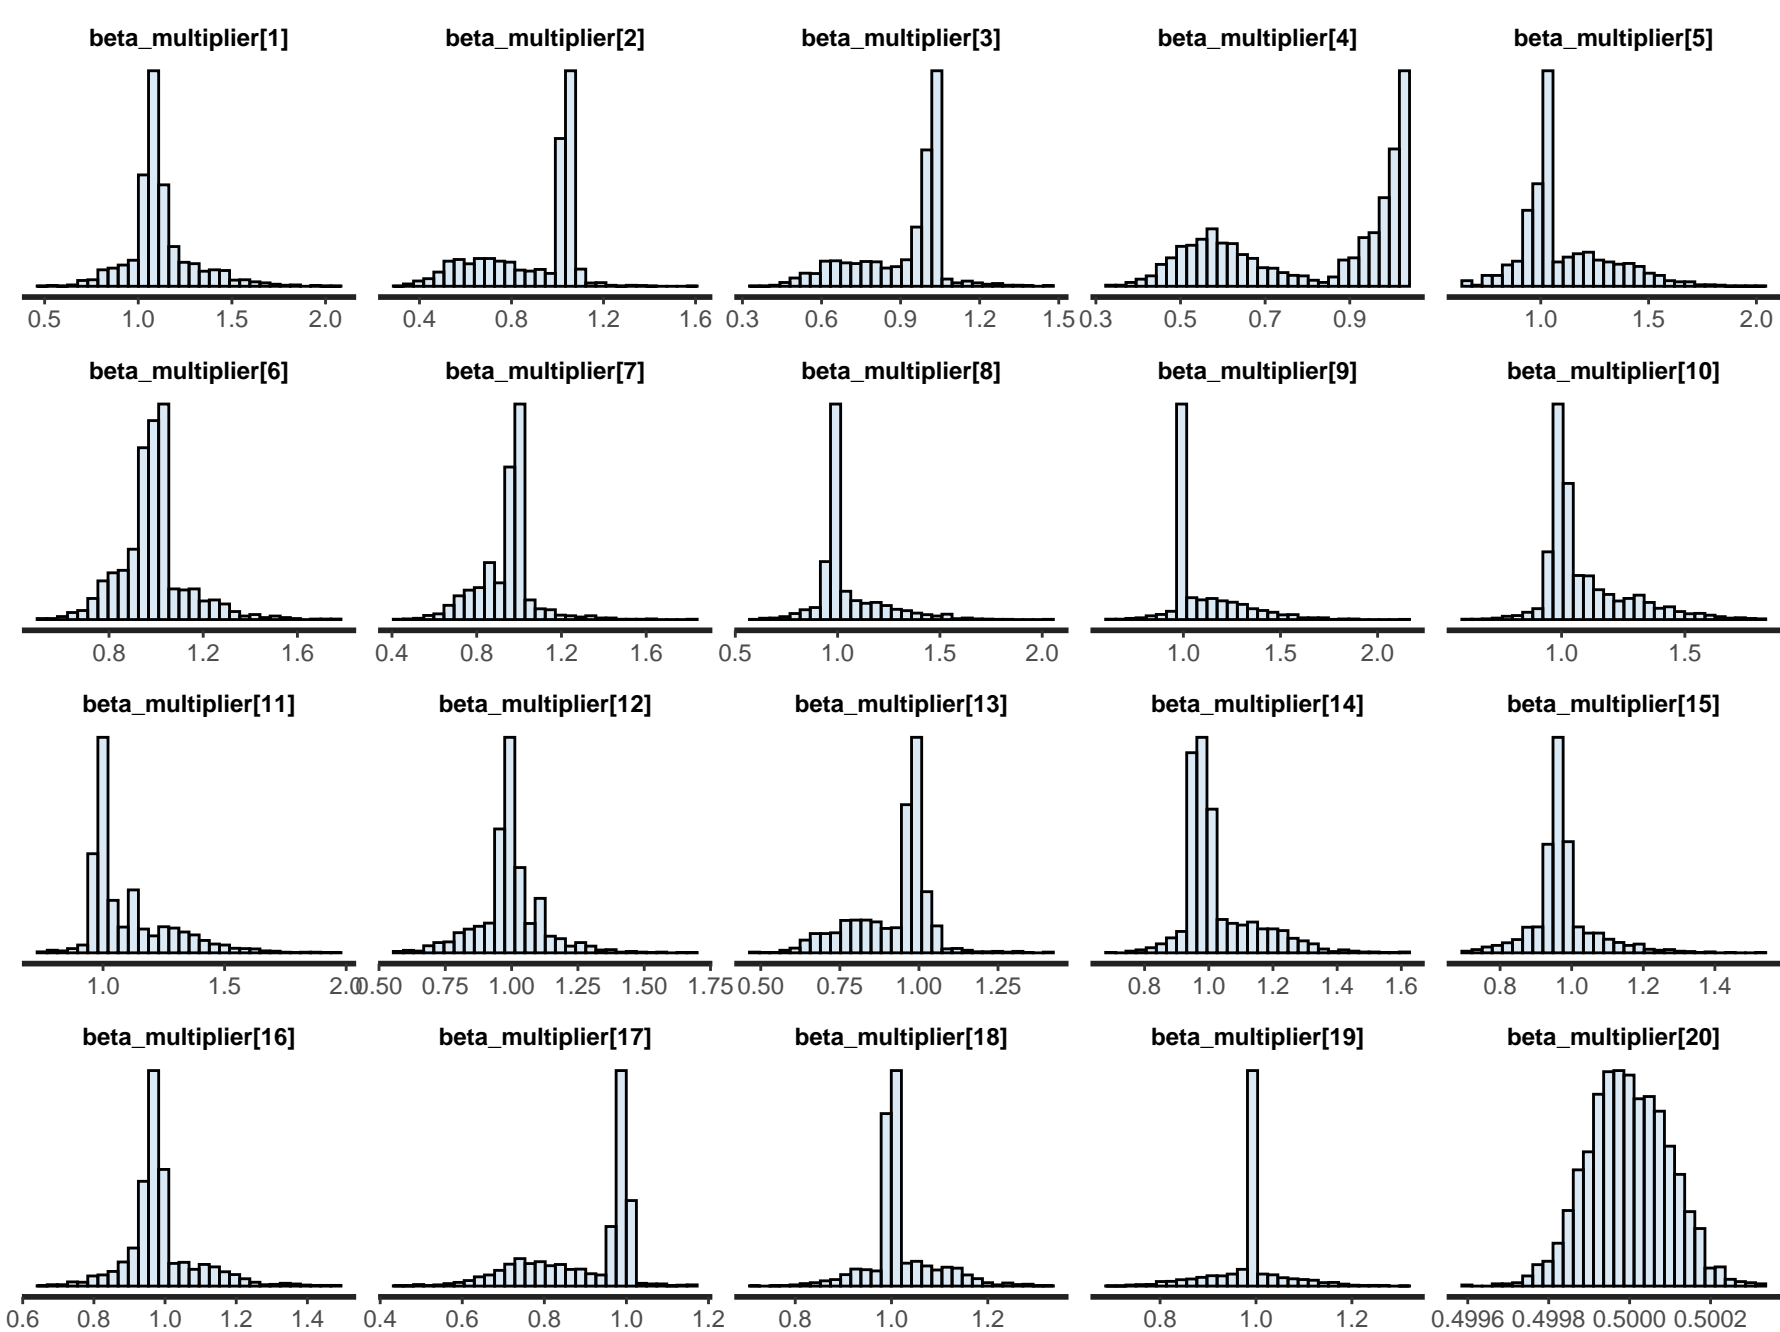 beta_multiplier[1] beta_multiplier[2] beta_multiplier[3] beta_multiplier[4] beta_multiplier[5]
0.5 1.0 1.5 2.0 0.4 0.8 1.2 1.6 0.3 0.6 0.9 1.2 1.5 0.3 0.5 0.7 0.9 1.0 1.5 2.0
beta_multiplier[6] beta_multiplier[7] beta_multiplier[8] beta_multiplier[9] beta_multiplier[10]
0.8 1.2 1.6 0.4 0.8 1.2 1.6 0.5 1.0 1.5 2.0 1.0 1.5 2.0 1.0 1.5
beta_multiplier[11] beta_multiplier[12] beta_multiplier[13] beta_multiplier[14] beta_multiplier[15]
1.0 1.5 2.0 0.50 0.75 1.00 1.25 1.50 1.75 0.50 0.75 1.00 1.25 0.8 1.0 1.2 1.4 1.6 0.8 1.0 1.2 1.4
beta_multiplier[16] beta_multiplier[17] beta_multiplier[18] beta_multiplier[19] beta_multiplier[20]
0.6 0.8 1.0 1.2 1.4 0.4 0.6 0.8 1.0 1.2 0.8 1.0 1.2 0.8 1.0 1.2 0.4996 0.4998 0.5000 0.5002